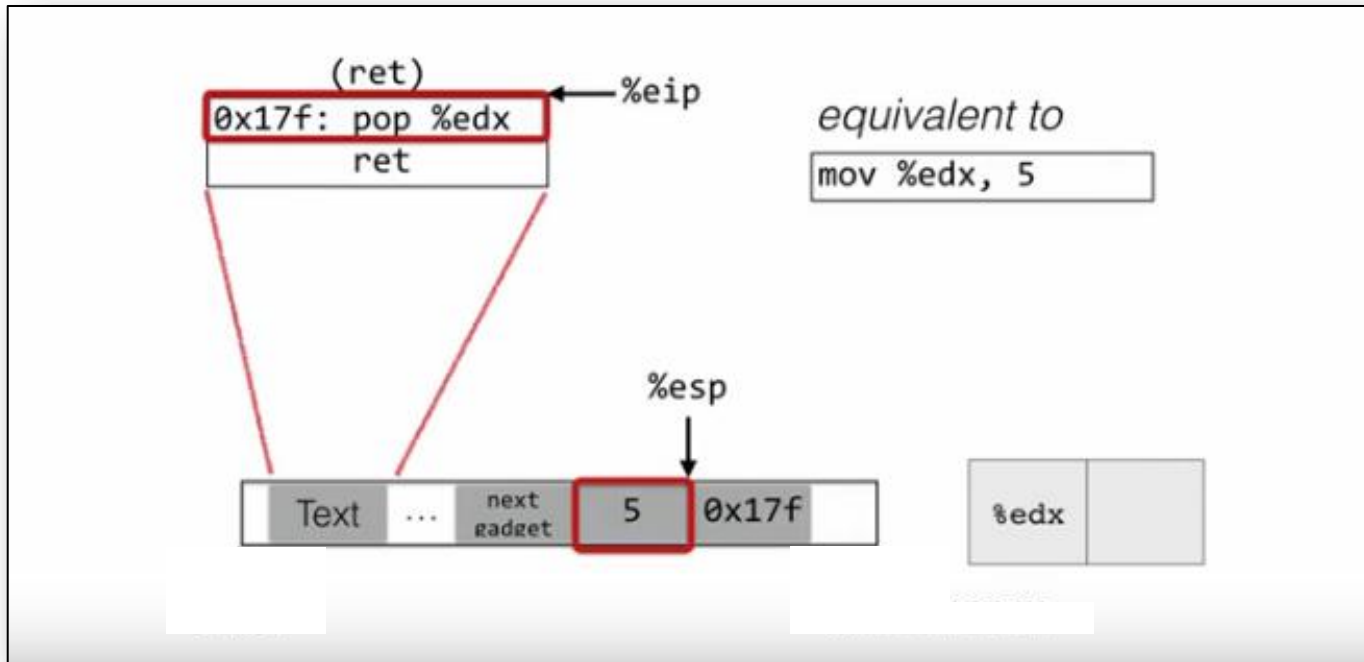 (ret)
0x17f: pop %edx
ret
%eip
equivalent to
mov %edx, 5
%esp
Text
...
next
gadget
5
0x17f
%edx